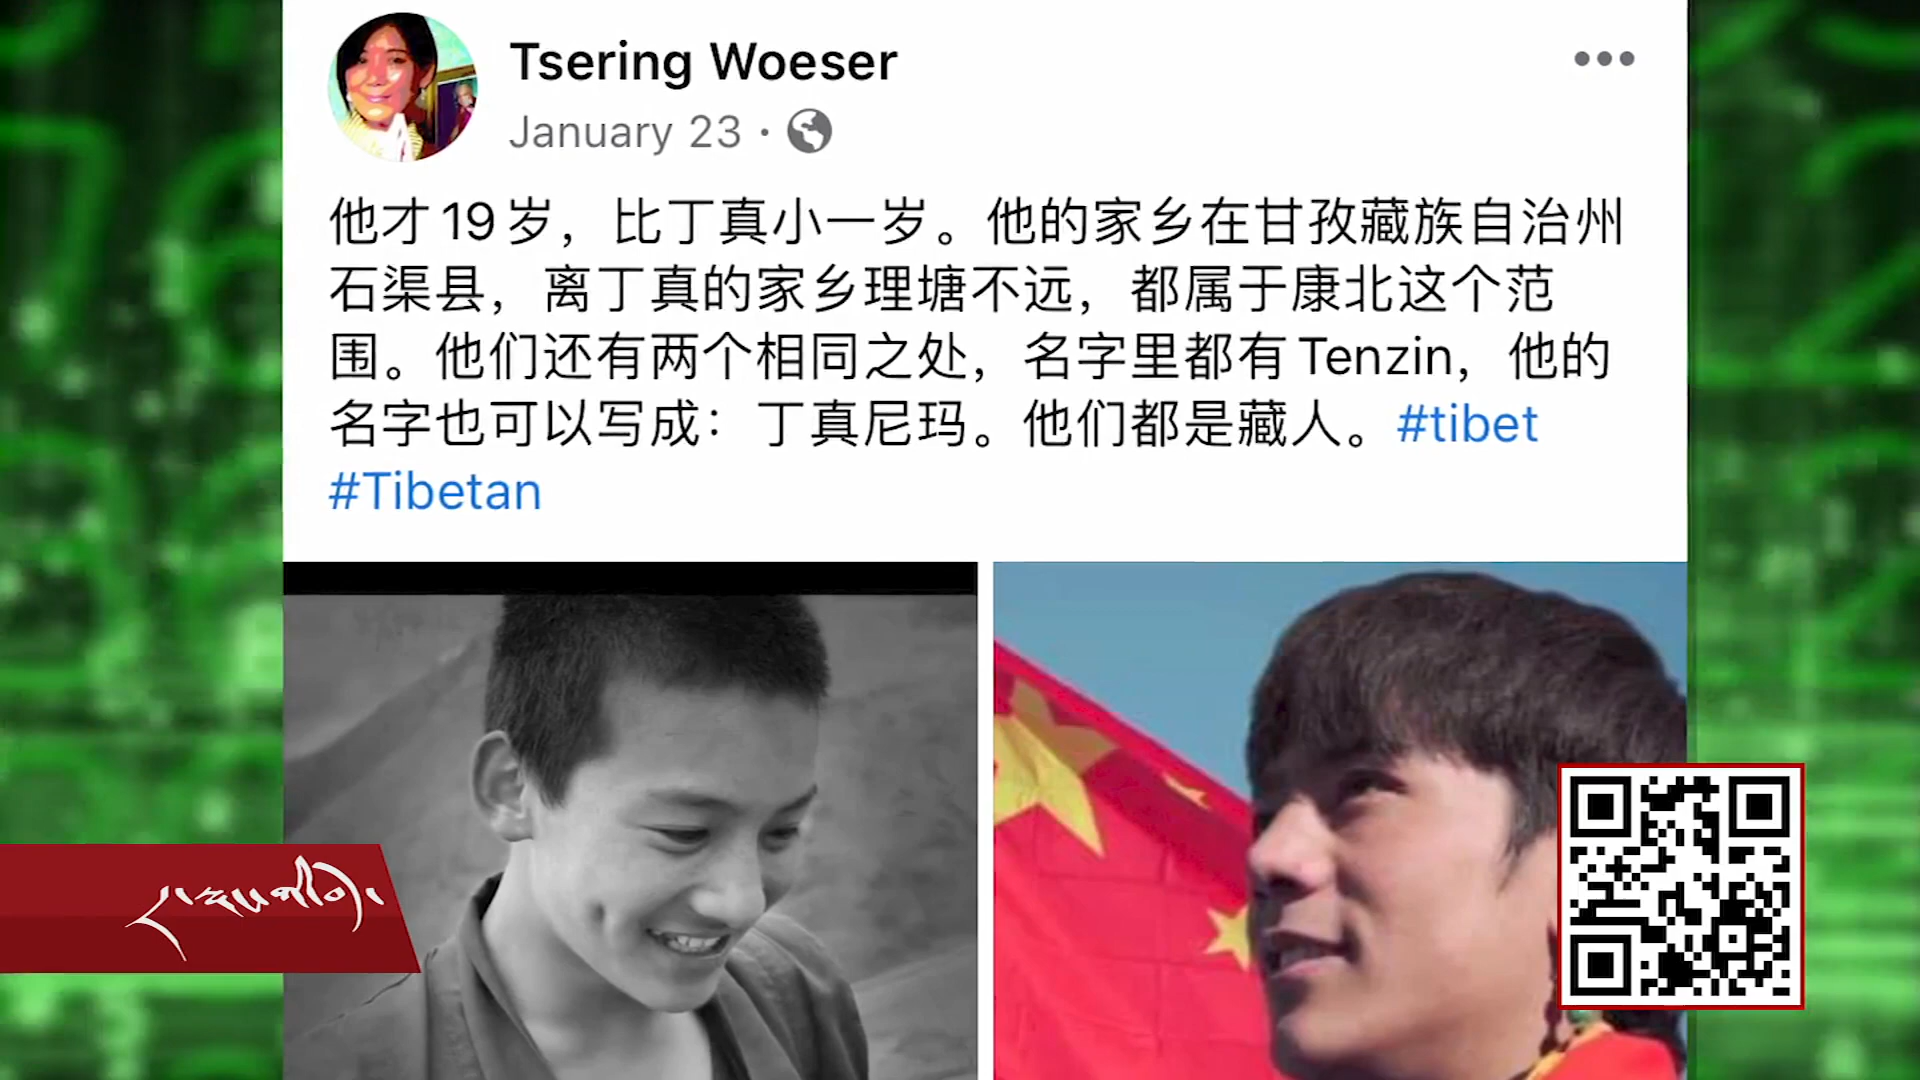 Tsering Woeser
January 23 ·
他才19岁，比丁真小一岁。他的家乡在甘孜藏族自治州
石渠县，离丁真的家乡理塘不远，都属于康北这个范
围。他们还有两个相同之处，名字里都有Tenzin，他的
名字也可以写成：丁真尼玛。他们都是藏人。#tibet
#Tibetan